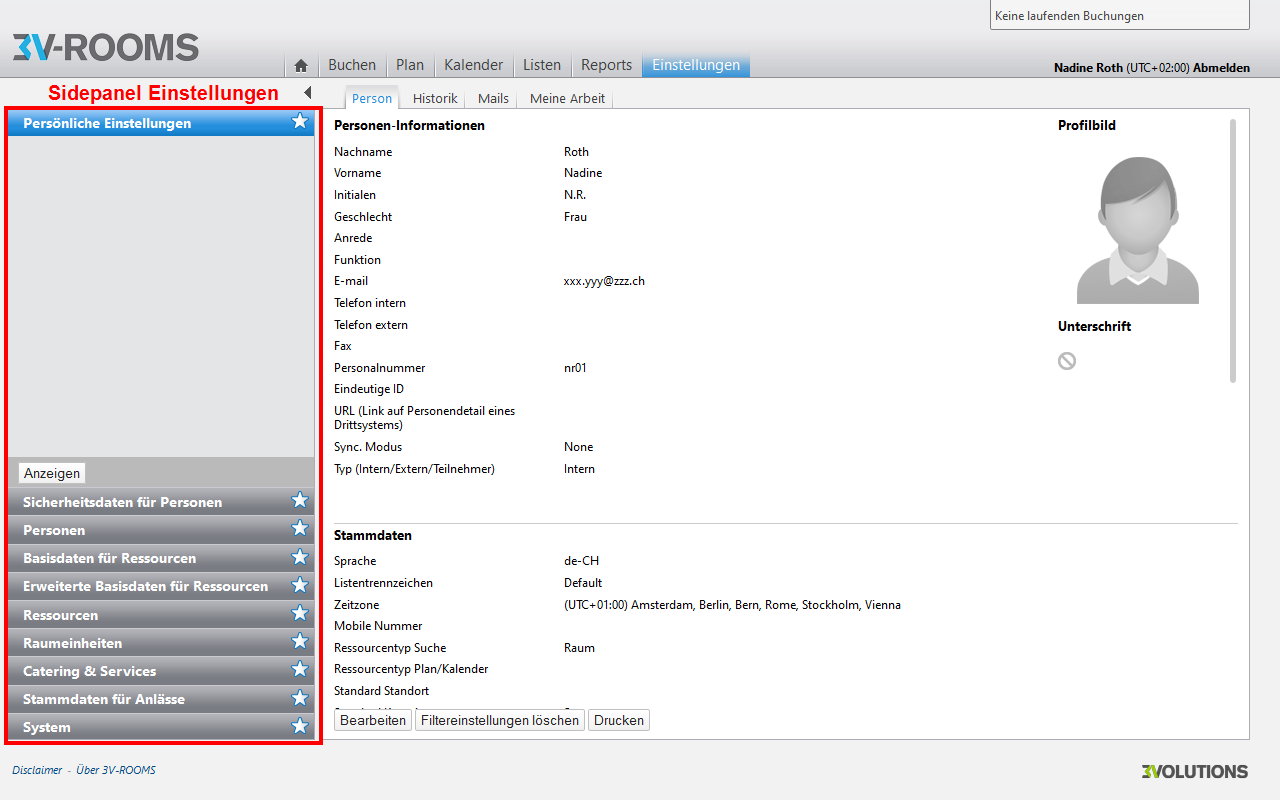 Keine laufenden Buchungen
3V-ROOMS
Buchen Plan Kalender Listen Reports Einstellungen
Nadine Roth (UTC+02:00) Abmelden
Sidepanel Einstellungen
Person Historik Mails Meine Arbeit
Persönliche Einstellungen
Anzeigen
Sicherheitsdaten für Personen
Personen
Basisdaten für Ressourcen
Erweiterte Basisdaten für Ressourcen
Ressourcen
Raumeinheiten
Catering & Services
Stammdaten für Anlässe
System
Personen-Informationen
Nachname Roth
Vorname Nadine
Initialen N.R.
Geschlecht Frau
Anrede
Funktion
E-mail xxx.yyy@zzz.ch
Telefon intern
Telefon extern
Fax
Personalnummer nr01
Eindeutige ID
URL (Link auf Personendetail eines
Drittsystems)
Sync. Modus None
Typ (Intern/Extern/Teilnehmer) Intern
Profilbild
Unterschrift
Stammdaten
Sprache de-CH
Listentrennzeichen Default
Zeitzone (UTC+01:00) Amsterdam, Berlin, Bern, Rome, Stockholm, Vienna
Mobile Nummer
Ressourcentyp Suche Raum
Ressourcentyp Plan/Kalender
Standard Standort
Bearbeiten Filtereinstellungen löschen Drucken
Disclaimer - Über 3V-ROOMS
3VOLUTIONS